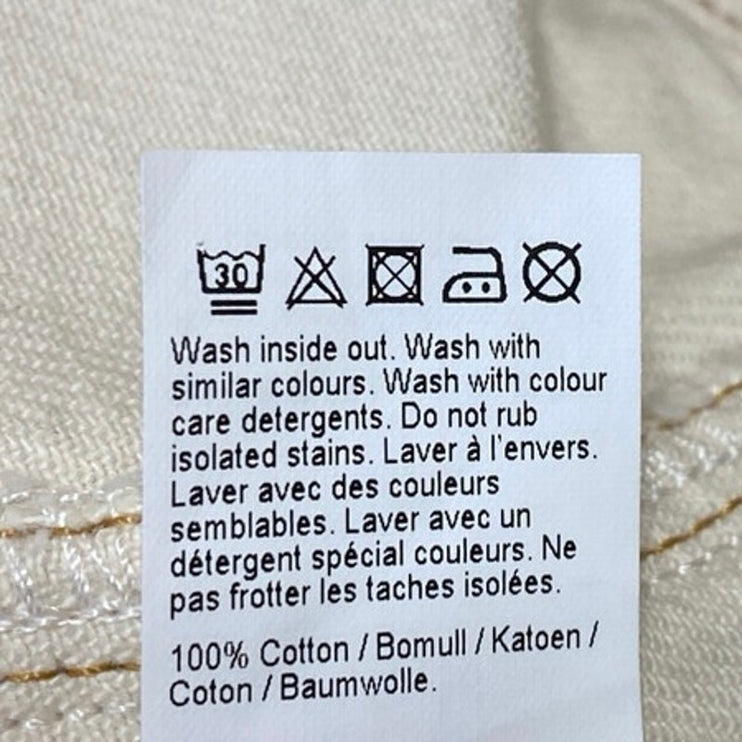 30
Wash inside out. Wash with
similar colours. Wash with colour
care detergents. Do not rub
isolated stains. Laver à l'envers.
Laver avec des couleurs
semblables. Laver avec un
détergent spécial couleurs. Ne
pas frotter les taches isolées.
100% Cotton / Bomull / Katoen /
Coton / Baumwolle.